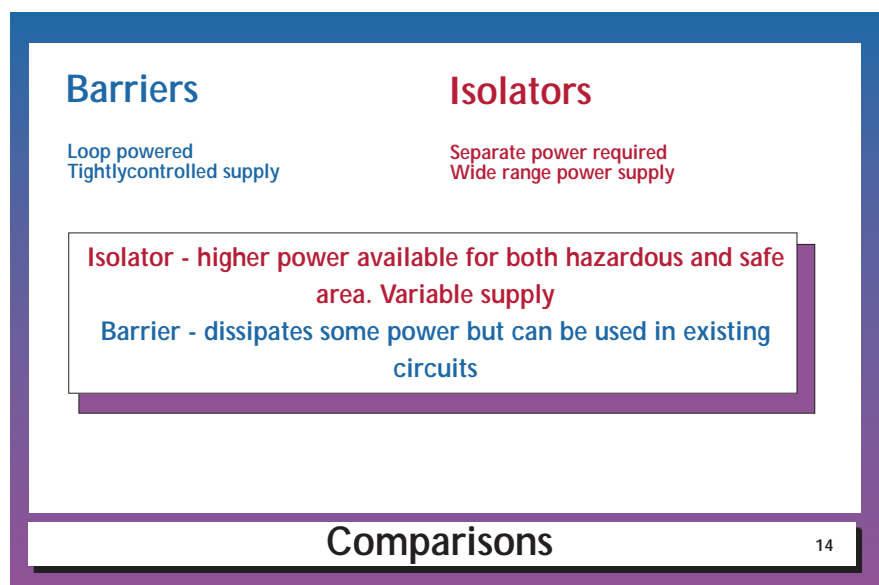 Barriers
Loop powered
Tightlycontrolled supply
Isolators
Separate power required
Wide range power supply
Isolator - higher power available for both hazardous and safe
area. Variable supply
Barrier - dissipates some power but can be used in existing
circuits
Comparisons
14